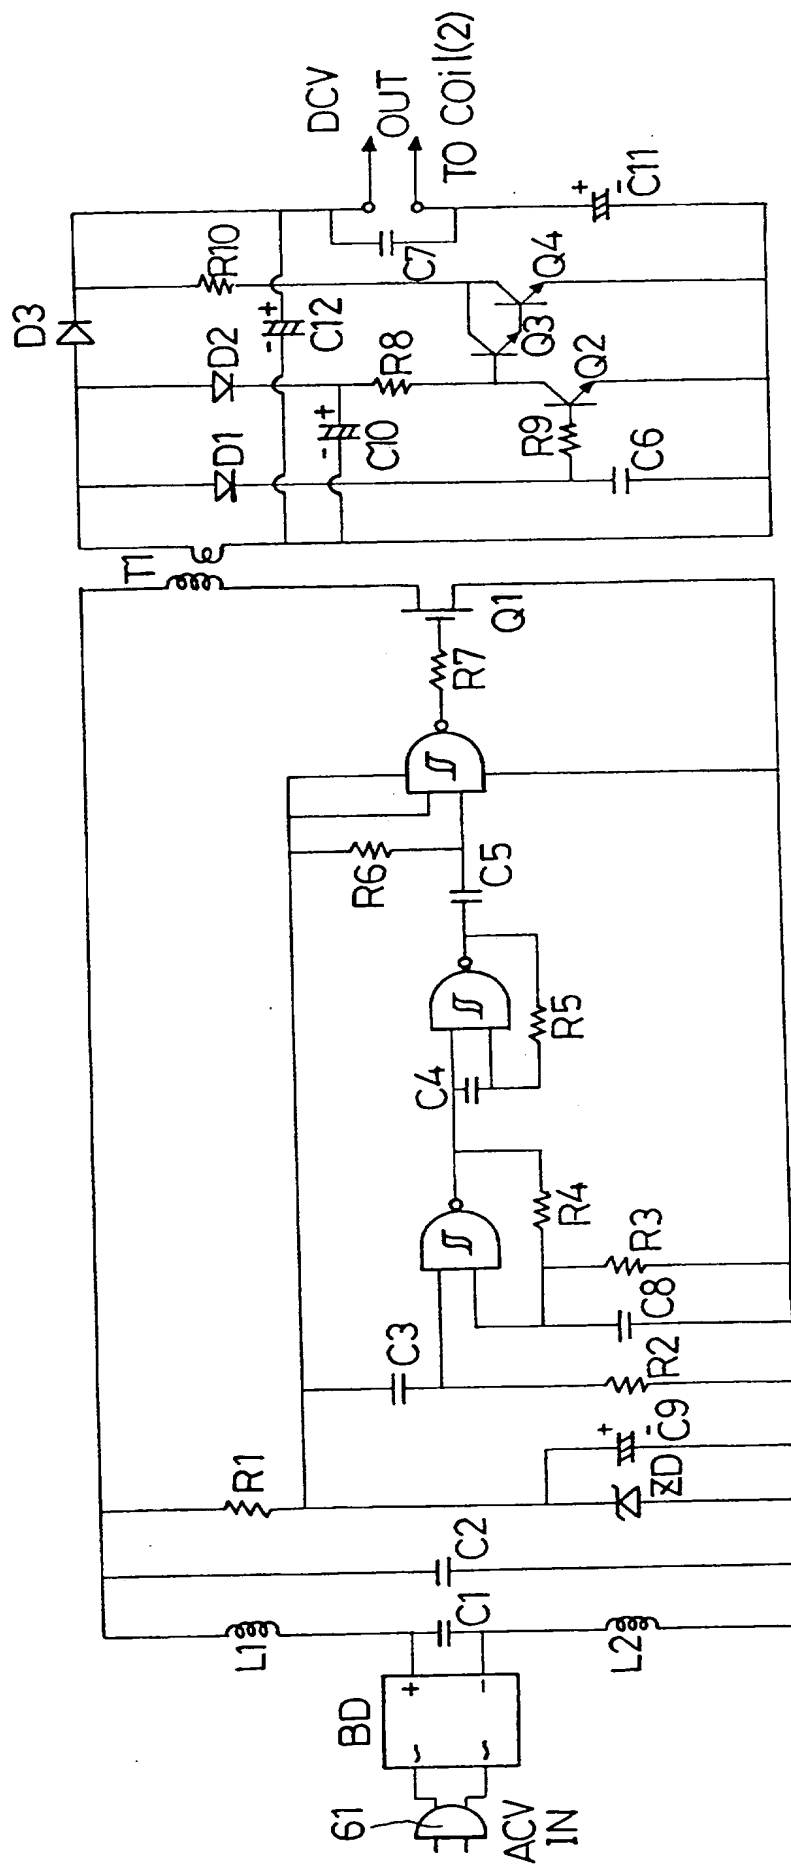 61
ACV
IN
BD
~
~
+
-
L1
C1
L2
C2
R1
ZD
+
-
C9
C3
R2
C8
R3
R4
C4
R5
C5
R6
R7
Q1
T1
D1
D2
D3
-
+
C10
-
+
C12
R8
R9
C6
Q2
Q3
Q4
R10
C7
+
-
C11
DCV
OUT
TO COil(2)